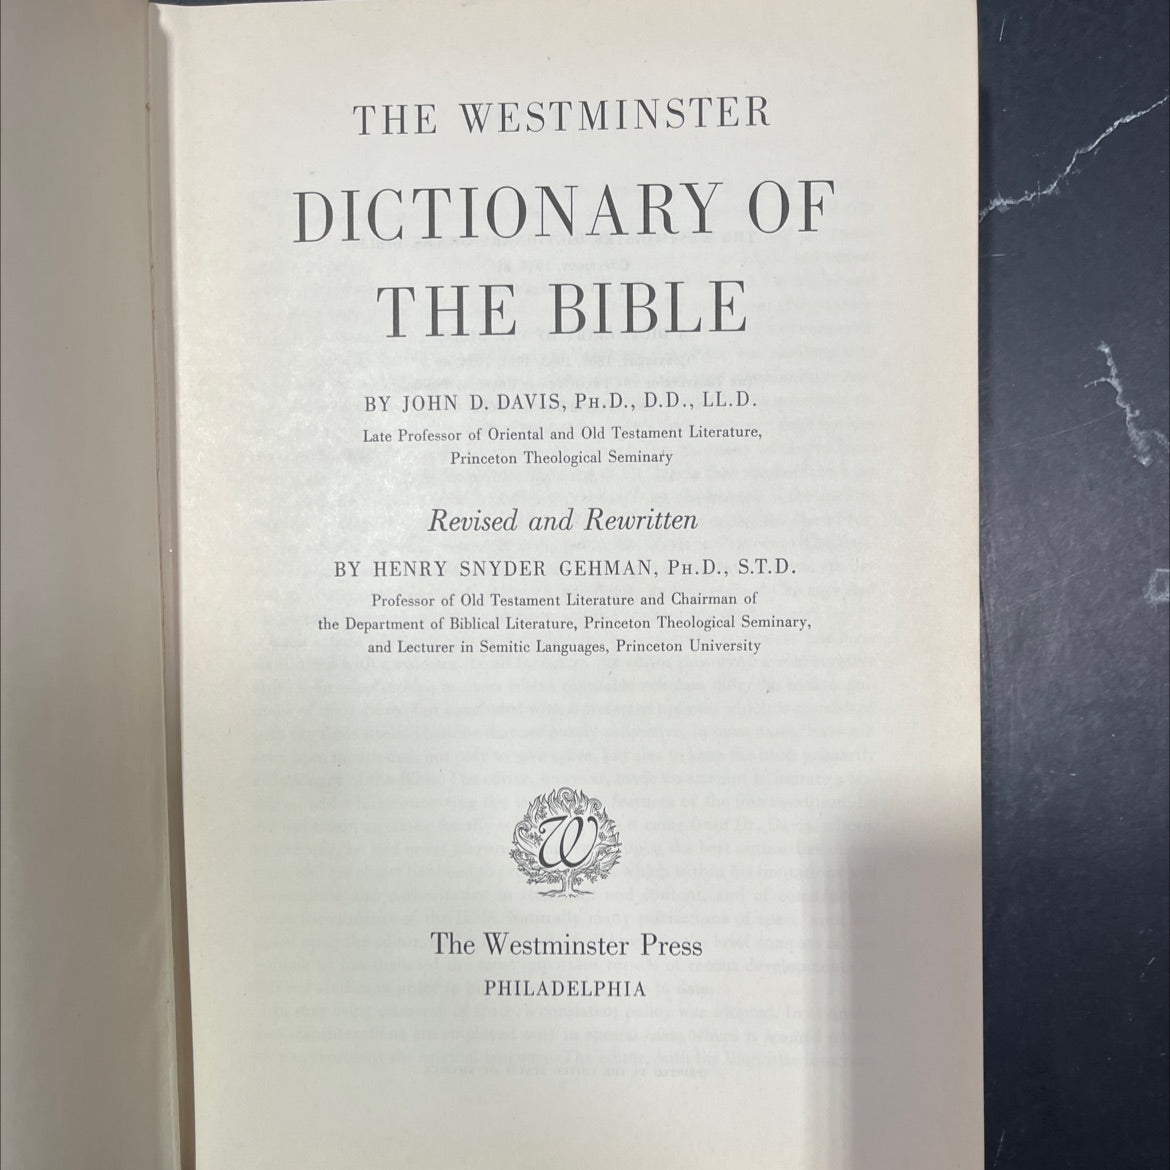 THE WESTMINSTER
DICTIONARY OF
THE BIBLE
BY JOHN D. DAVIS, PH.D., D.D., LL.D.
Late Professor of Oriental and Old Testament Literature,
Princeton Theological Seminary
Revised and Rewritten
BY HENRY SNYDER GEHMAN, PH.D., S.T.D.
Professor of Old Testament Literature and Chairman of
the Department of Biblical Literature, Princeton Theological Seminary,
and Lecturer in Semitic Languages, Princeton University
W
The Westminster Press
PHILADELPHIA